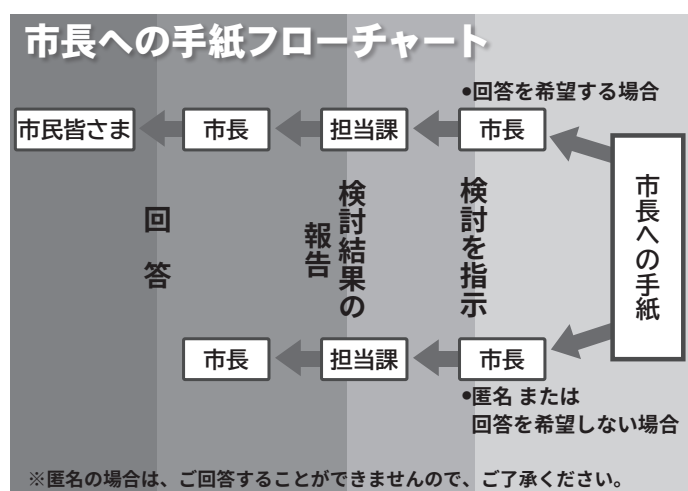 市長への手紙フローチャート
●回答を希望する場合
市民皆さま
市長
担当課
市長
市長への手紙
回答
検討結果の
報告
検討を指示
市長
担当課
市長
●匿名 または
回答を希望しない場合
※匿名の場合は、ご回答することができませんので、ご了承ください。